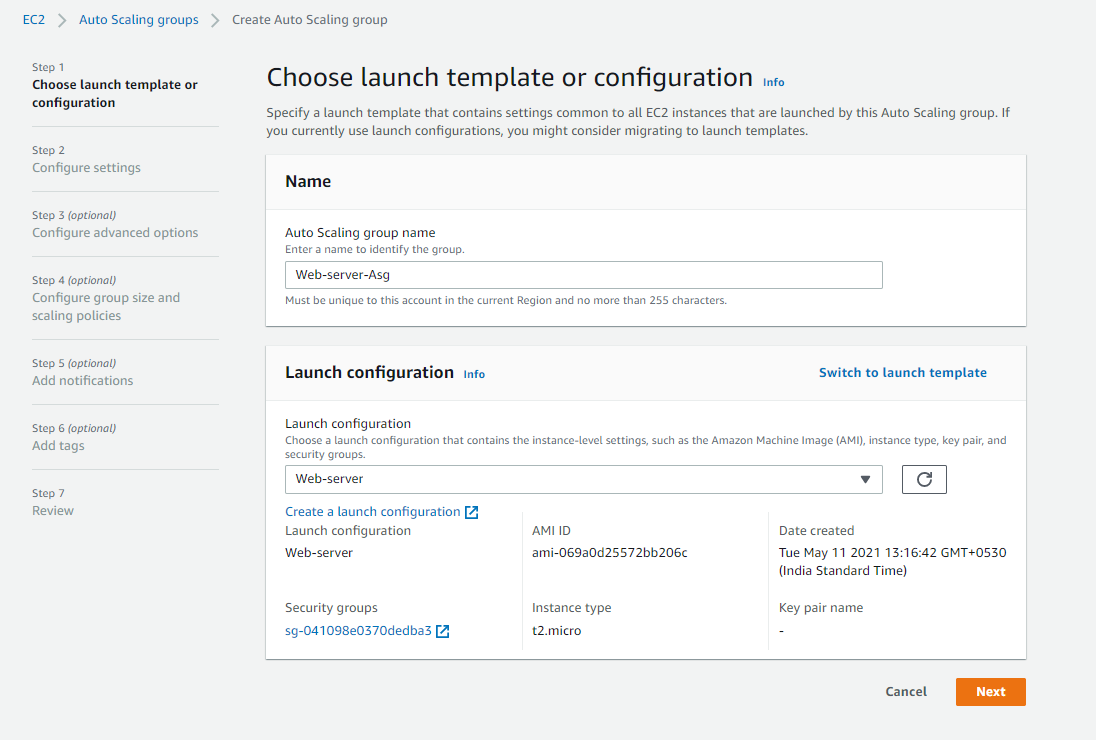 EC2 > Auto Scaling groups > Create Auto Scaling group
Step 1
Choose launch template or
configuration
Step 2
Configure settings
Step 3 (optional)
Configure advanced options
Step 4 (optional)
Configure group size and
scaling policies
Step 5 (optional)
Add notifications
Step 6 (optional)
Add tags
Step 7
Review
Choose launch template or configuration Info
Specify a launch template that contains settings common to all EC2 instances that are launched by this Auto Scaling group. If
you currently use launch configurations, you might consider migrating to launch templates.
Name
Auto Scaling group name
Enter a name to identify the group.
Web-server-Asg
Must be unique to this account in the current Region and no more than 255 characters.
Launch configuration Info
Switch to launch template
Launch configuration
Choose a launch configuration that contains the instance-level settings, such as the Amazon Machine Image (AMI), instance type, key pair, and
security groups.
Web-server
Create a launch configuration
Launch configuration
Web-server
AMI ID
ami-069a0d25572bb206c
Date created
Tue May 11 2021 13:16:42 GMT+0530
(India Standard Time)
Security groups
sg-041098e0370dedba3
Instance type
t2.micro
Key pair name
-
Cancel
Next